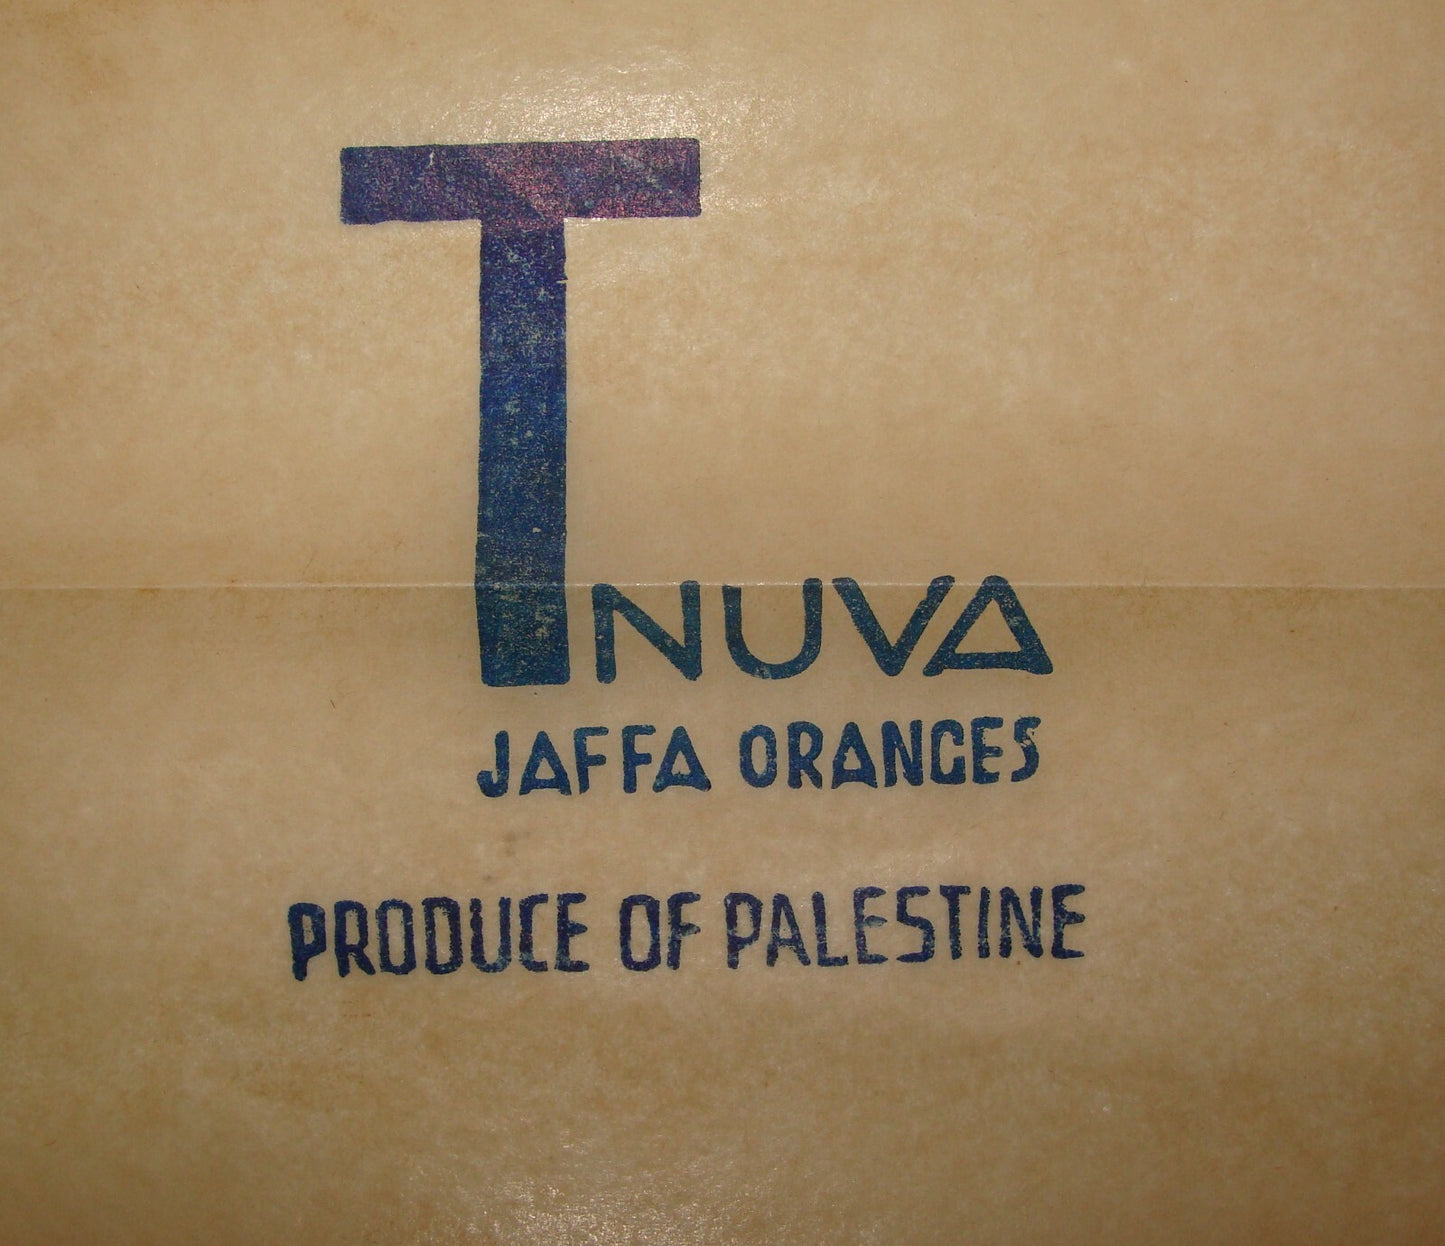 TNUVA
JAFFA ORANGES
PRODUCE OF PALESTINE